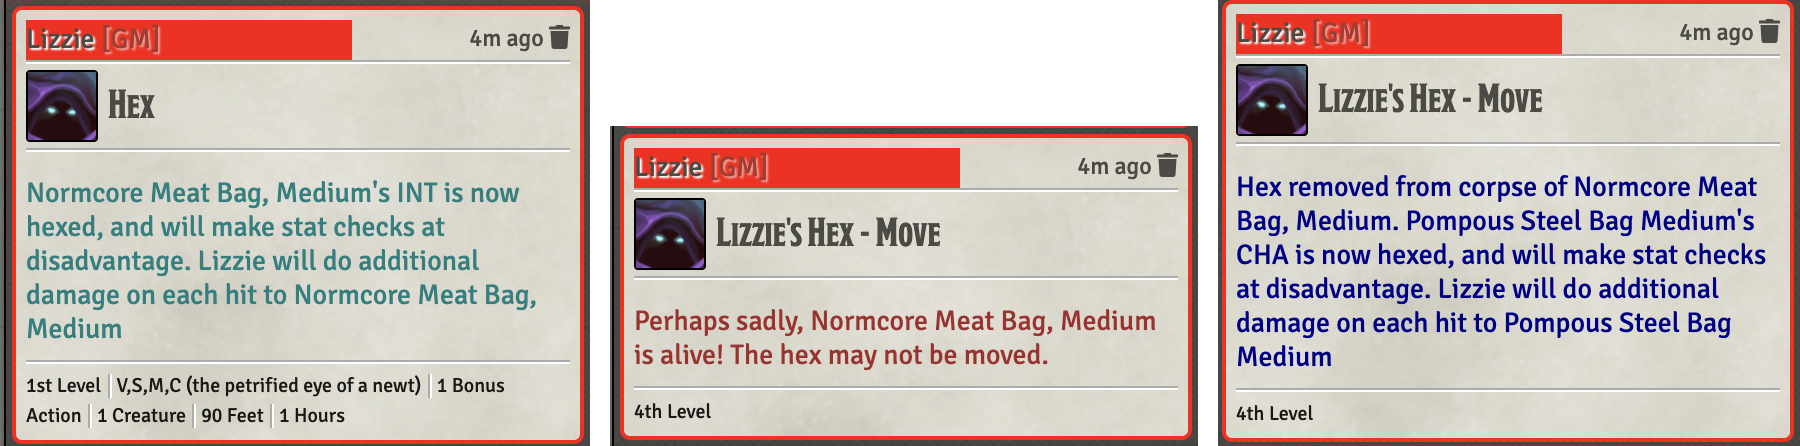 Lizzie [GM]
4m ago
Hex
Normcore Meat Bag, Medium's INT is now
hexed, and will make stat checks at
disadvantage. Lizzie will do additional
damage on each hit to Normcore Meat Bag,
Medium
1st Level | V,S,M,C (the petrified eye of a newt) | 1 Bonus
Action | 1 Creature | 90 Feet | 1 Hours
Lizzie [GM]
4m ago
Lizzie's Hex - Move
Perhaps sadly, Normcore Meat Bag, Medium
is alive! The hex may not be moved.
4th Level
Lizzie [GM]
4m ago
Lizzie's Hex - Move
Hex removed from corpse of Normcore Meat
Bag, Medium. Pompous Steel Bag Medium's
CHA is now hexed, and will make stat checks
at disadvantage. Lizzie will do additional
damage on each hit to Pompous Steel Bag
Medium
4th Level